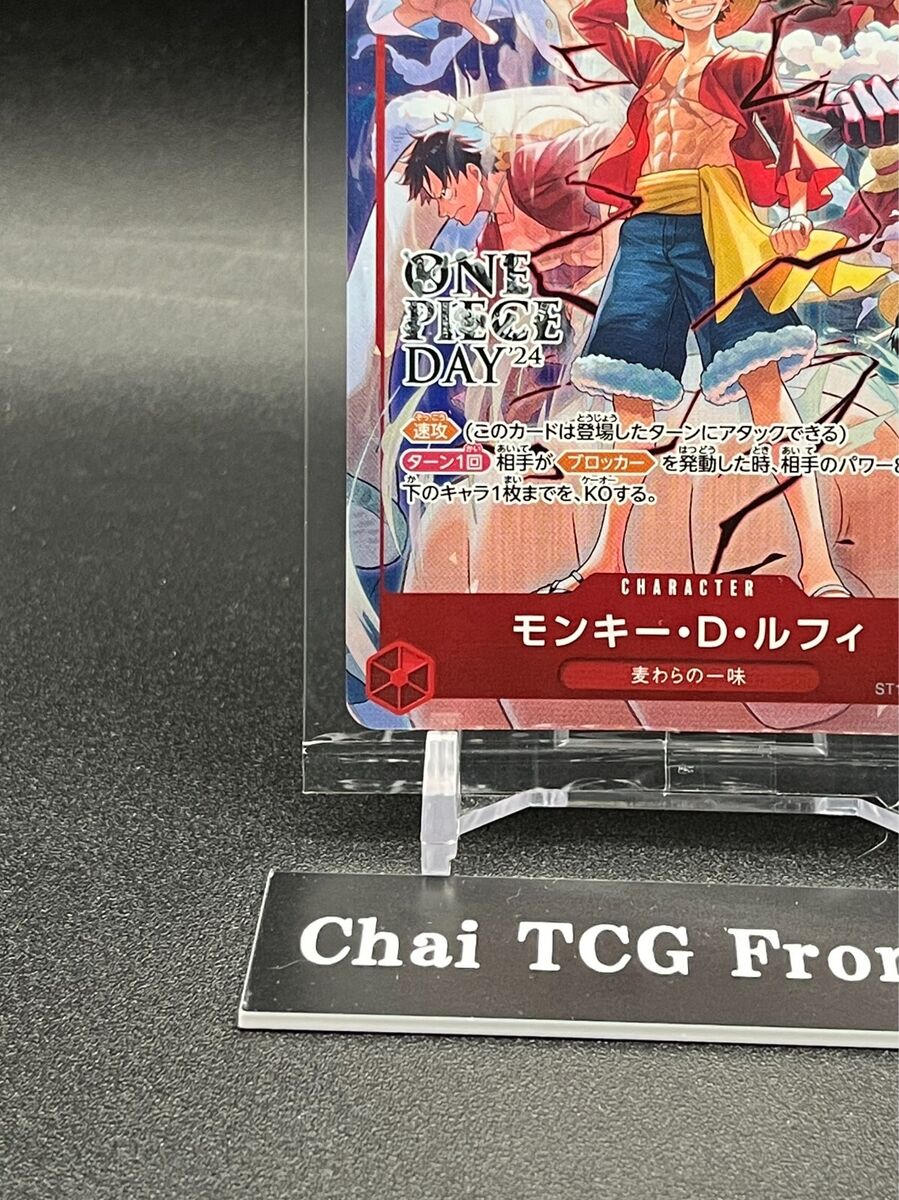 ONE
PIECE
DAY'24
速攻 (このカードは登場したターンにアタックできる)
ターン1回 相手が ブロッカー を発動した時、相手のパワー8
下のキャラ1枚までを、KOする。
CHARACTER
モンキー・D・ルフィ
麦わらの一味
ST1
Chai TCG Fron